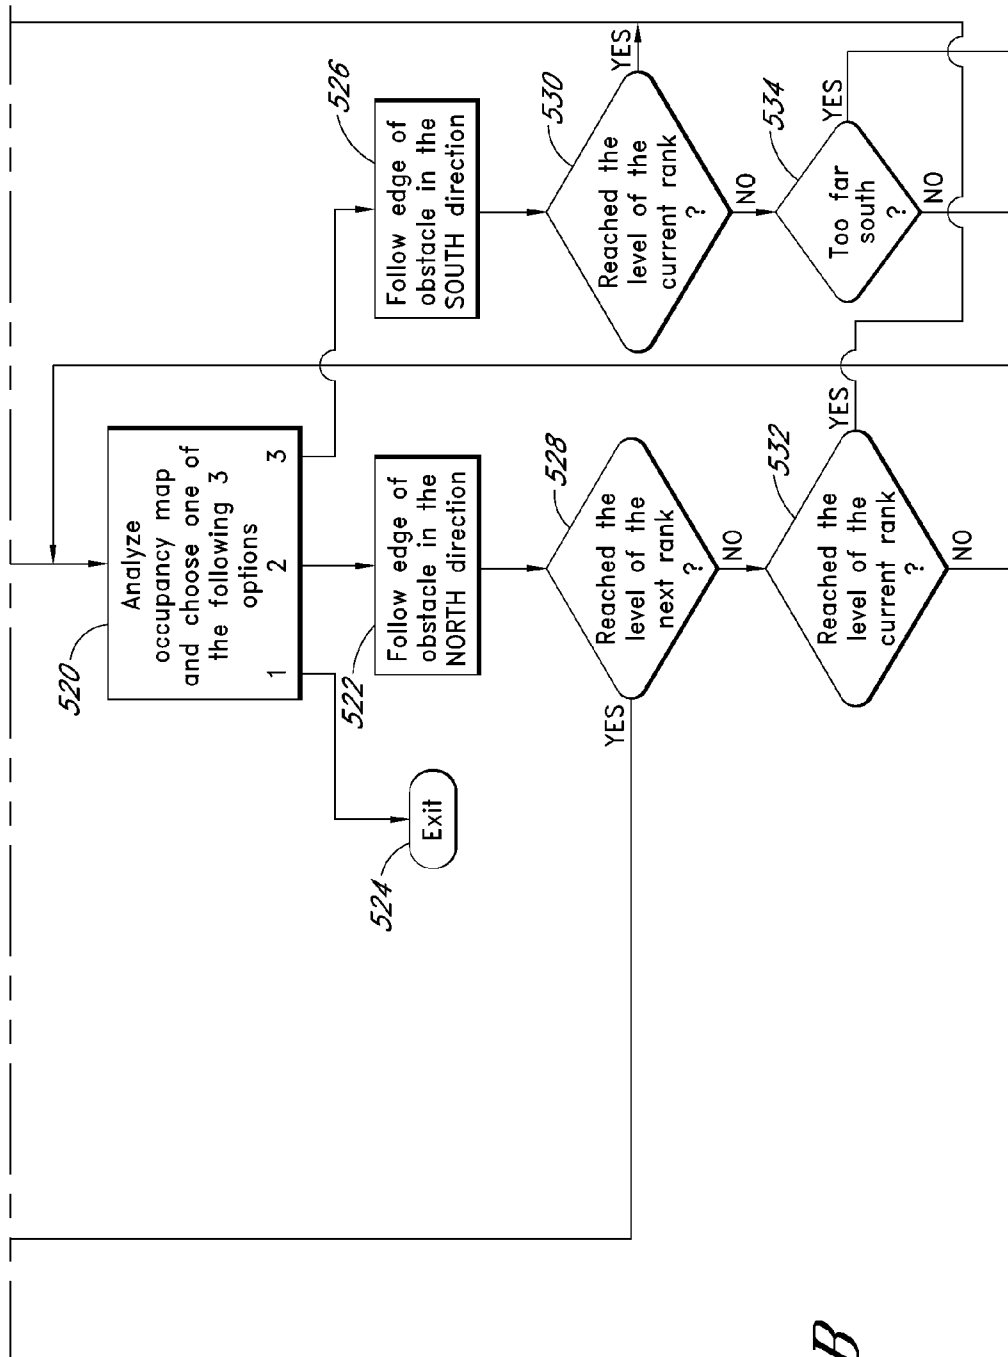 520
Analyze
occupancy map
and choose one of
the following 3
options
1
2
3
524
Exit
522
Follow edge of
obstacle in the
NORTH direction
526
Follow edge of
obstacle in the
SOUTH direction
528
Reached the
level of the
next rank
?
YES
NO
530
Reached the
level of the
current rank
?
YES
NO
532
Reached the
level of the
current rank
?
YES
NO
534
Too far
south
?
YES
NO
B